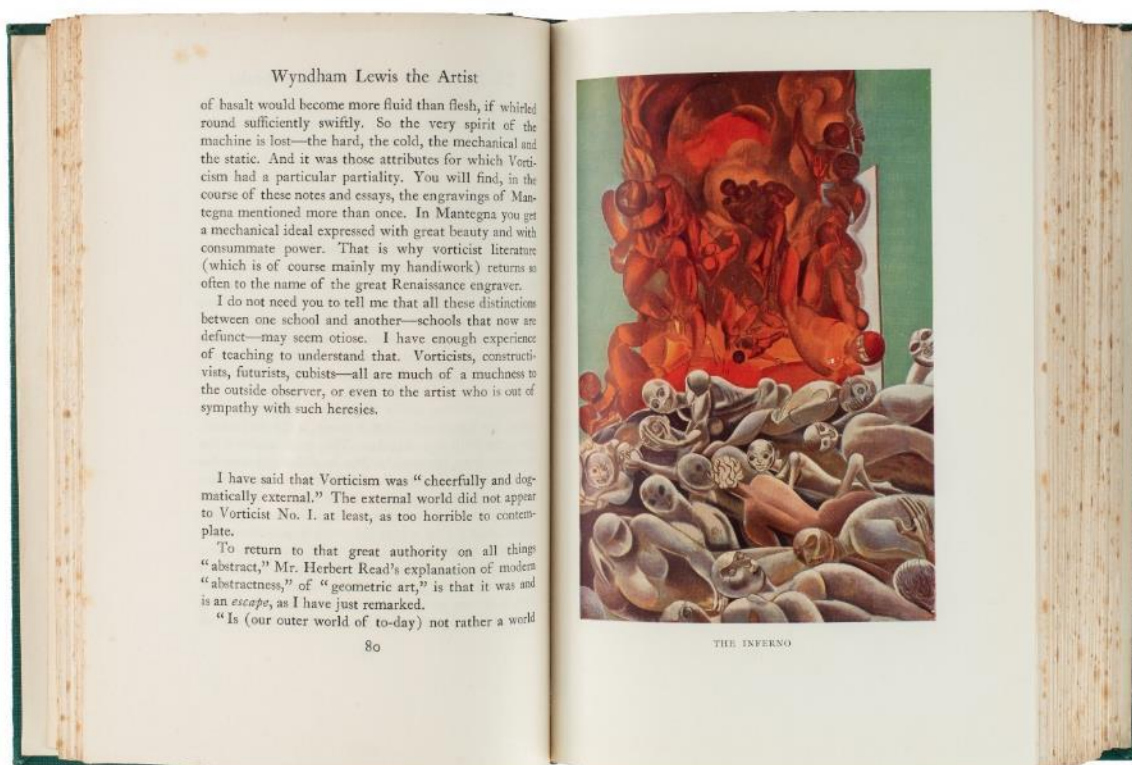 Wyndham Lewis the Artist
of basalt would become more fluid than flesh, if whirled
round sufficiently swiftly. So the very spirit of the
machine is lost—the hard, the cold, the mechanical and
the static. And it was those attributes for which Vorti-
cism had a particular partiality. You will find, in the
course of these notes and essays, the engravings of Man-
tegna mentioned more than once. In Mantegna you get
a mechanical ideal expressed with great beauty and with
consummate power. That is why vorticist literature
(which is of course mainly my handiwork) returns so
often to the name of the great Renaissance engraver.
I do not need you to tell me that all these distinctions
between one school and another—schools that now are
defunct—may seem otiose. I have enough experience
of teaching to understand that. Vorticists, constructi-
vists, futurists, cubists—all are much of a muchness to
the outside observer, or even to the artist who is out of
sympathy with such heresies.
I have said that Vorticism was "cheerfully and dog-
matically external." The external world did not appear
to Vorticist No. 1. at least, as too horrible to contem-
plate.
To return to that great authority on all things
"abstract," Mr. Herbert Read's explanation of modern
"abstractness," of "geometric art," is that it was and
is an escape, as I have just remarked.
"Is (our outer world of to-day) not rather a world
80
THE INFERNO